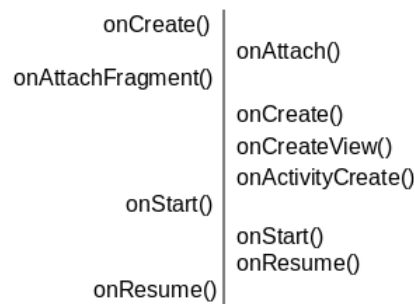 onCreate()
onAttach()
onAttachFragment()
onCreate()
onCreateView()
onActivityCreate()
onStart()
onStart()
onResume()
onResume()